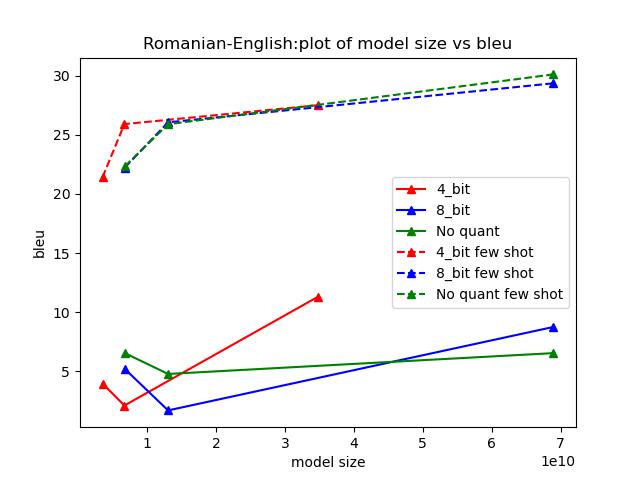 Romanian-English:plot of model size vs bleu
30
25
20
15
10
5
bleu
4_bit
8_bit
No quant
4_bit few shot
8_bit few shot
No quant few shot
1 2 3 4 5 6 7
1e10
model size